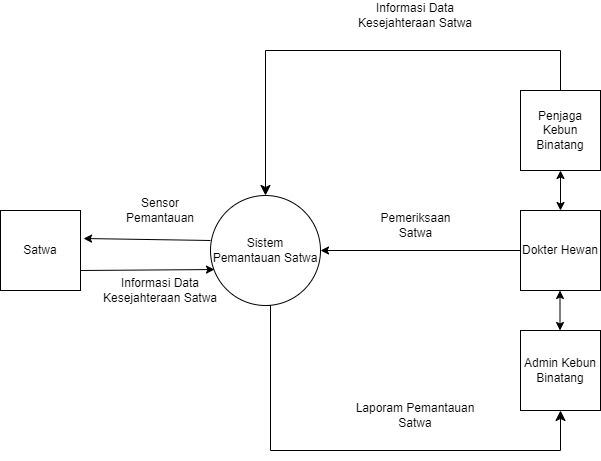 Informasi Data
Kesejahteraan Satwa
Penjaga
Kebun
Binatang
Sensor
Pemantauan
Pemeriksaan
Satwa
Satwa
Sistem
Pemantauan Satwa
Dokter Hewan
Informasi Data
Kesejahteraan Satwa
Admin Kebun
Binatang
Laporan Pemantauan
Satwa